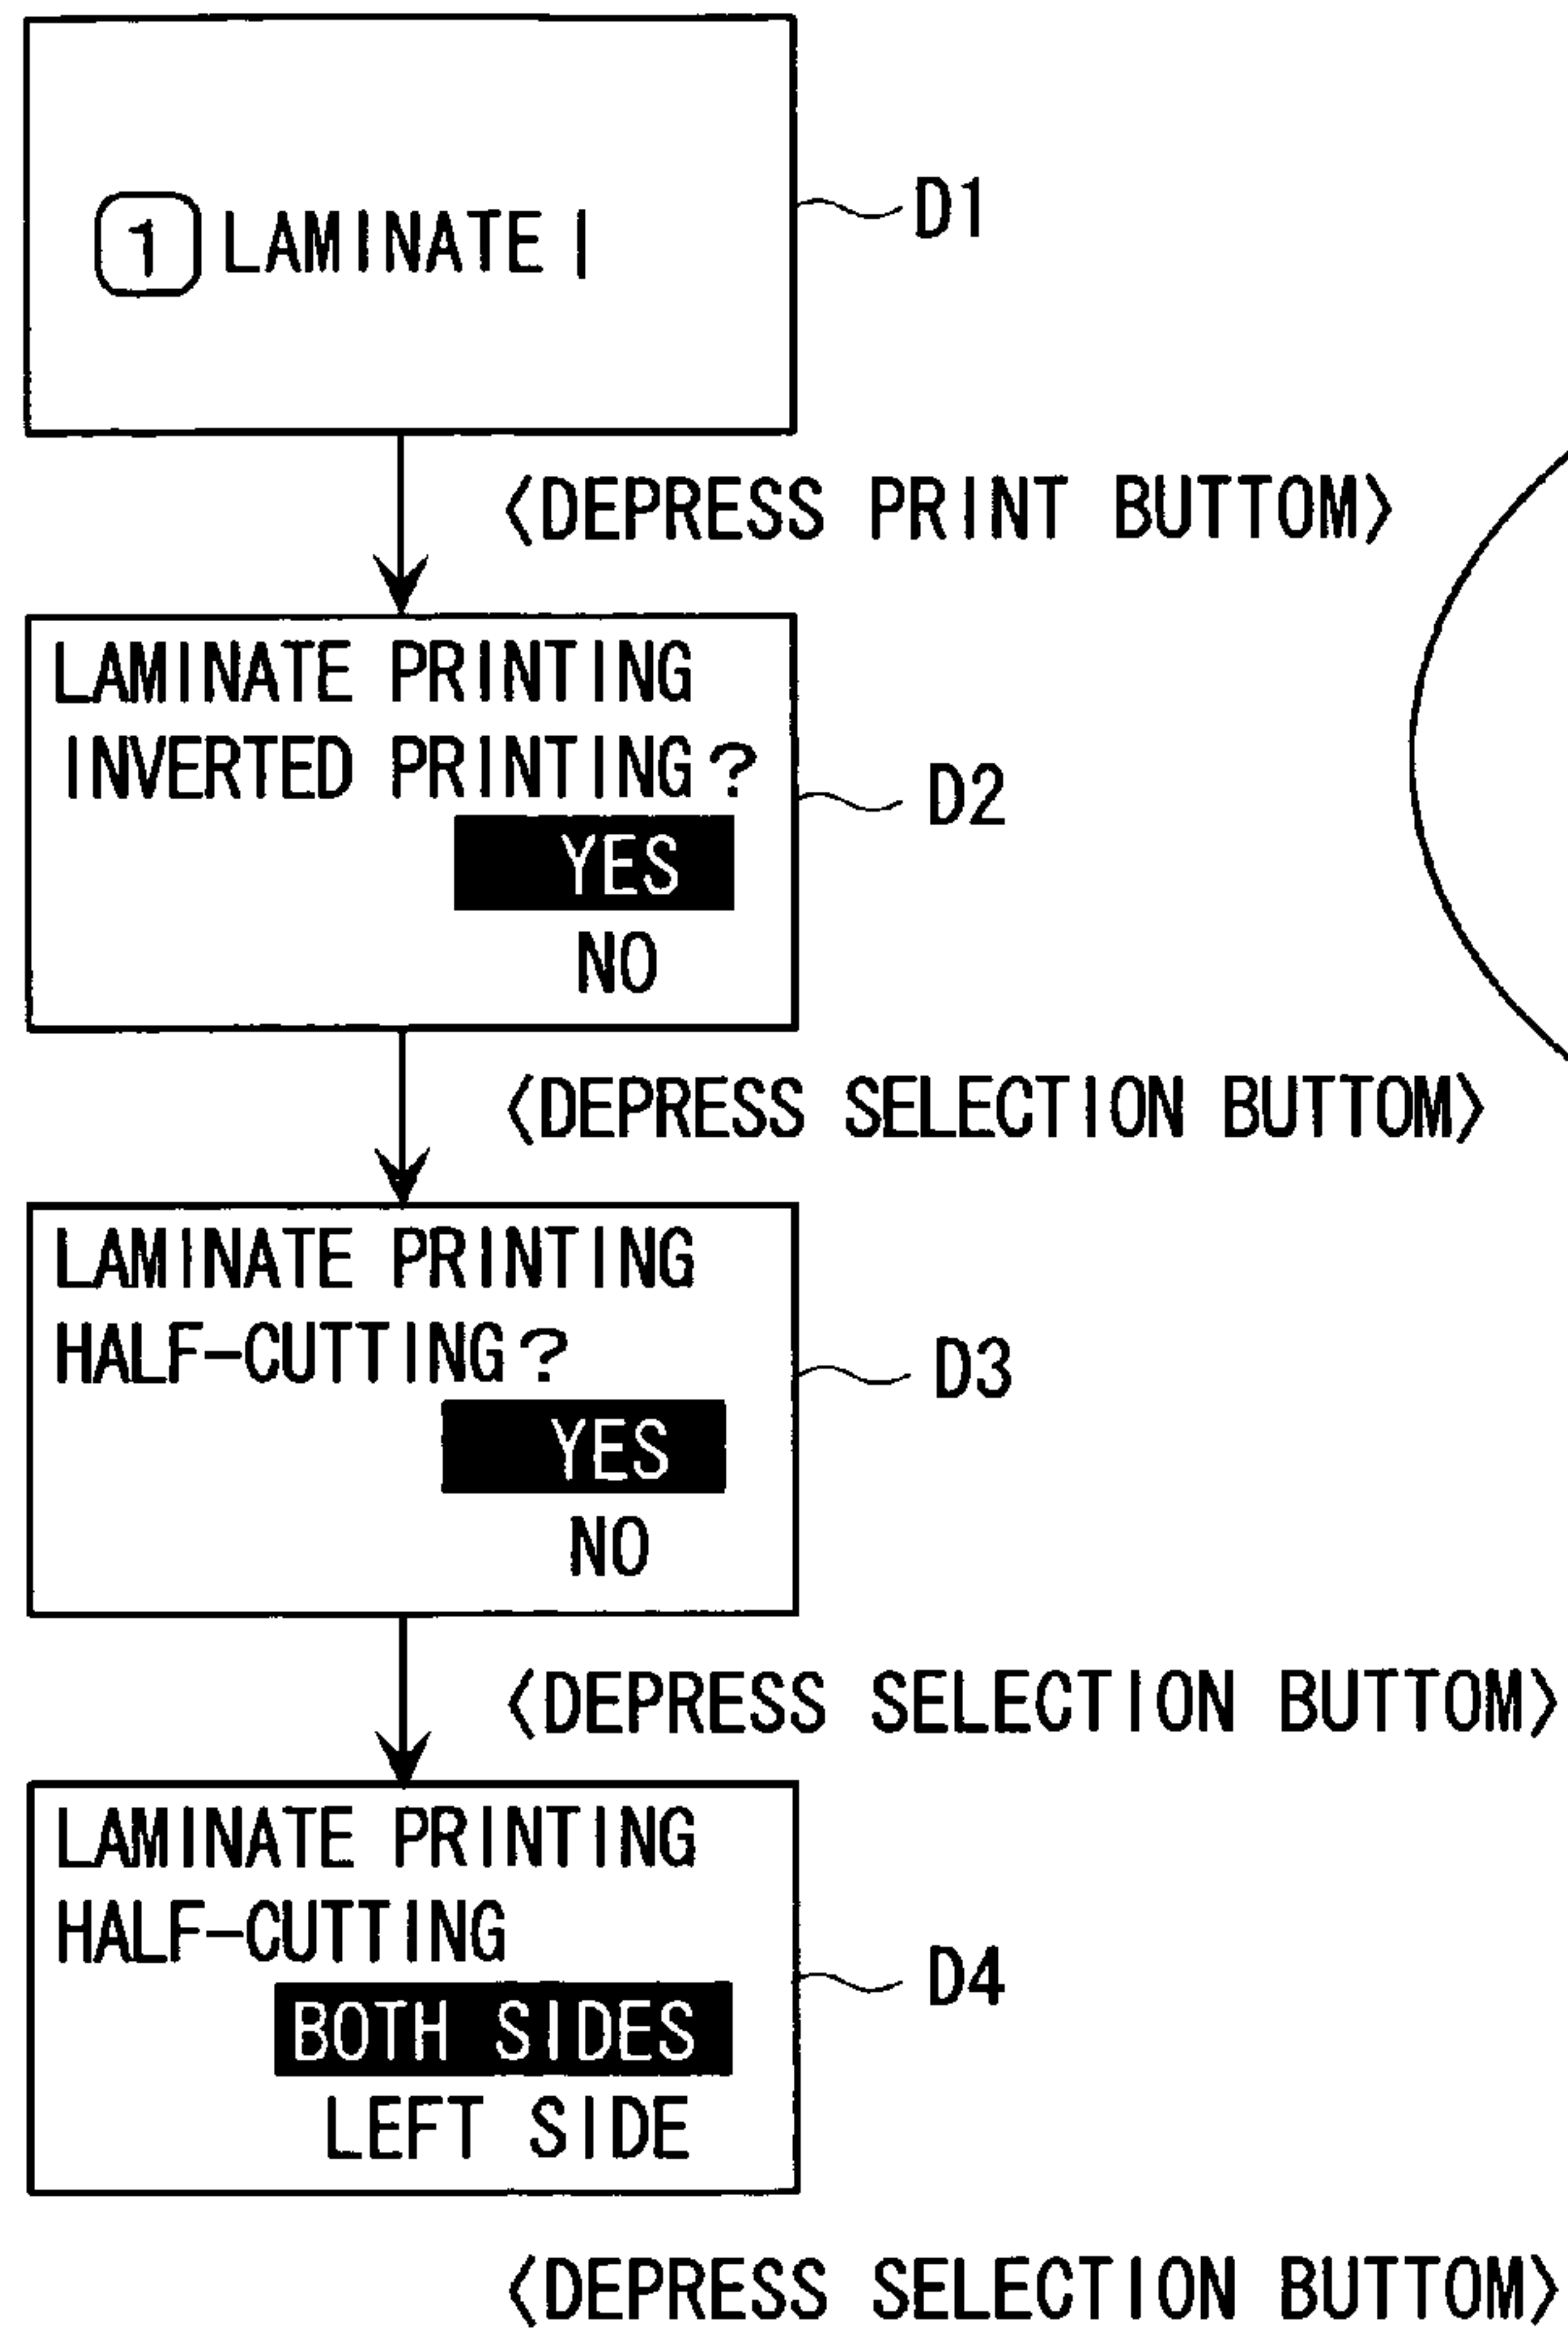 1 LAMINATE|
D1
<DEPRESS PRINT BUTTOM>
LAMINATE PRINTING
INVERTED PRINTING?
D2
YES
NO
<DEPRESS SELECTION BUTTOM>
LAMINATE PRINTING
HALF-CUTTING?
D3
YES
NO
<DEPRESS SELECTION BUTTOM>
LAMINATE PRINTING
HALF-CUTTING
D4
BOTH SIDES
LEFT SIDE
<DEPRESS SELECTION BUTTOM>